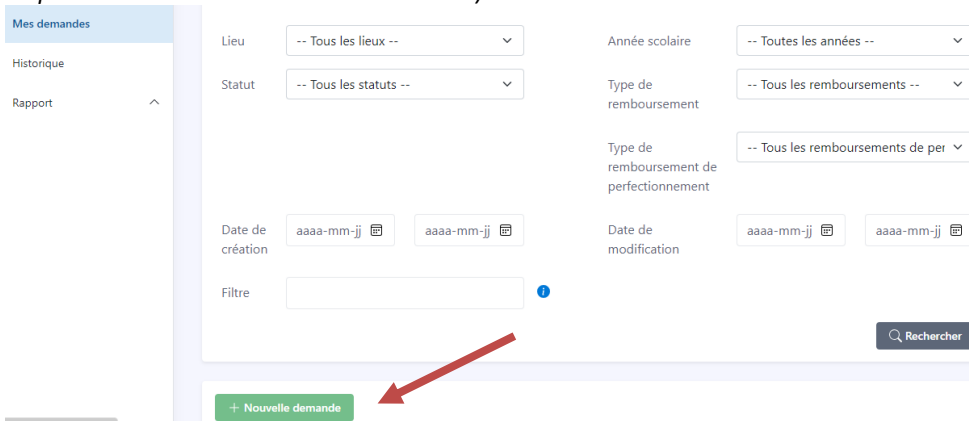 Mes demandes
Historique
Rapport
Lieu
-- Tous les lieux --
Année scolaire
-- Toutes les années --
Statut
-- Tous les statuts --
Type de
remboursement
-- Tous les remboursements --
Type de
remboursement de
perfectionnement
-- Tous les remboursements de per
Date de
création
aaaa-mm-jj
aaaa-mm-jj
Date de
modification
aaaa-mm-jj
aaaa-mm-jj
Filtre
Rechercher
+ Nouvelle demande